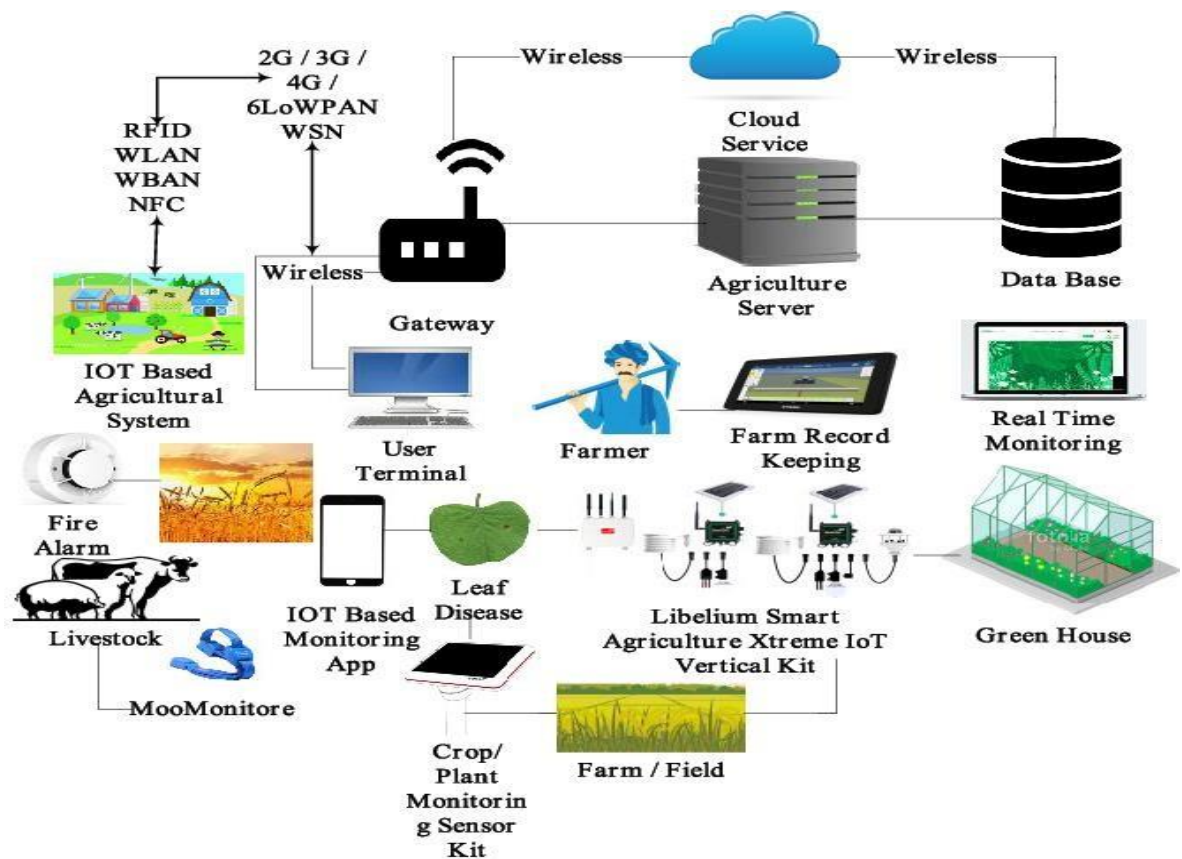 2G / 3G /
4G /
6LoWPAN
WSN
Wireless
Wireless
RFID
WLAN
WBAN
NFC
Cloud
Service
Wireless
Gateway
Agriculture
Server
Data Base
IOT Based
Agricultural
System
User
Terminal
Farmer
Farm Record
Keeping
Real Time
Monitoring
Fire
Alarm
Livestock
MooMonitore
IOT Based
Monitoring
App
Leaf
Disease
Libelium Smart
Agriculture Xtreme IoT
Vertical Kit
fotolia
Green House
Crop/
Plant
Monitorin
g Sensor
Kit
Farm / Field